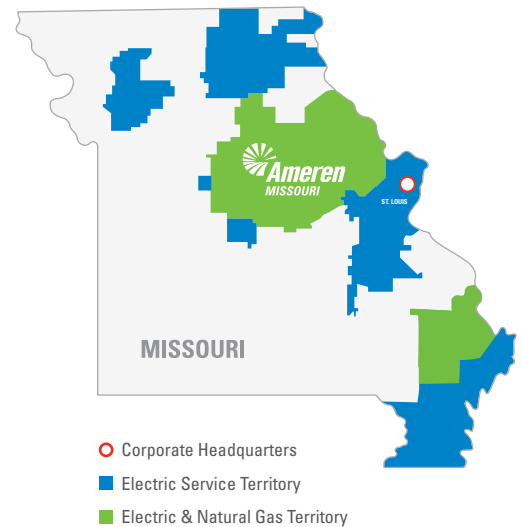 Ameren
MISSOURI
ST. LOUIS
MISSOURI
Corporate Headquarters
Electric Service Territory
Electric & Natural Gas Territory